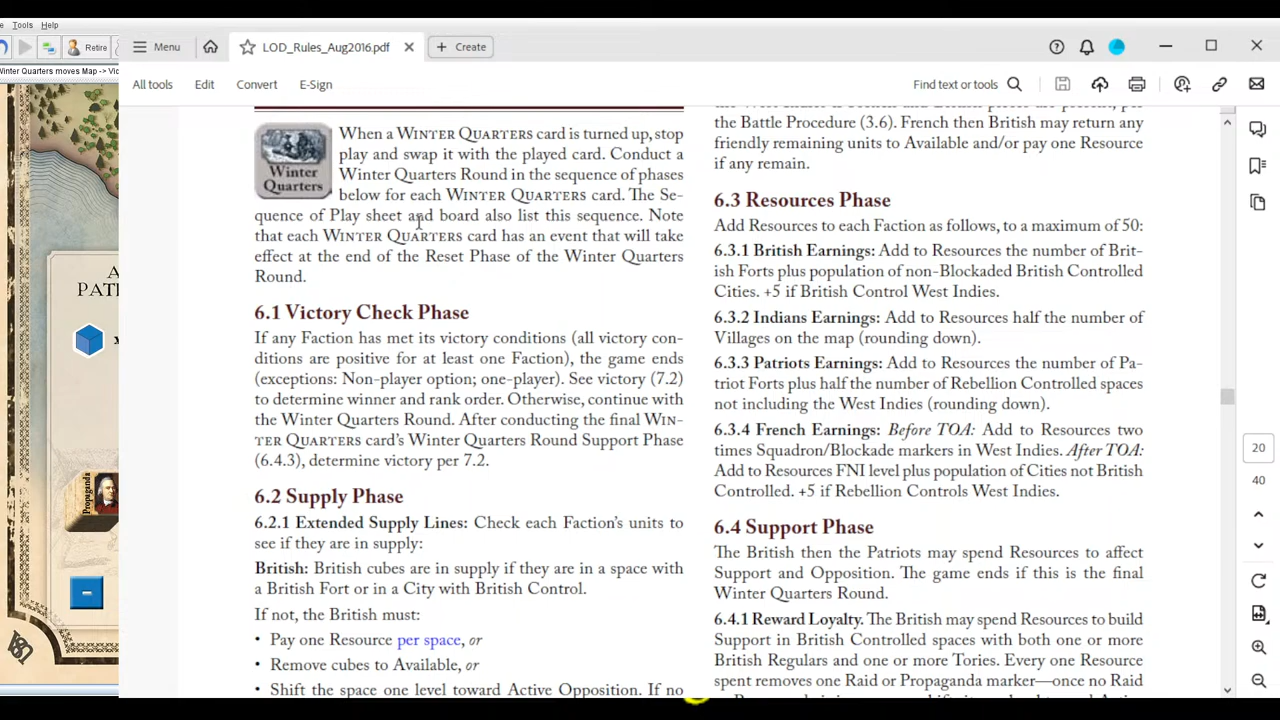 e Tools Help
Retire
Winter Quarters moves Map -> Vic
PAT
Propaganda
Menu
LOD_Rules_Aug2016.pdf
Create
All tools
Edit
Convert
E-Sign
Find text or tools
Winter
Quarters
When a WINTER QUARTERS card is turned up, stop
play and swap it with the played card. Conduct a
Winter Quarters Round in the sequence of phases
below for each WINTER QUARTERS card. The Se-
quence of Play sheet and board also list this sequence. Note
that each WINTER QUARTERS card has an event that will take
effect at the end of the Reset Phase of the Winter Quarters
Round.
6.1 Victory Check Phase
If any Faction has met its victory conditions (all victory con-
ditions are positive for at least one Faction), the game ends
(exceptions: Non-player option; one-player). See victory (7.2)
to determine winner and rank order. Otherwise, continue with
the Winter Quarters Round. After conducting the final WIN-
TER QUARTERS card's Winter Quarters Round Support Phase
(6.4.3), determine victory per 7.2.
6.2 Supply Phase
6.2.1 Extended Supply Lines: Check each Faction's units to
see if they are in supply:
British: British cubes are in supply if they are in a space with
a British Fort or in a City with British Control.
If not, the British must:
• Pay one Resource per space, or
• Remove cubes to Available, or
• Shift the space one level toward Active Opposition. If no
the Battle Procedure (3.6). French then British may return any
friendly remaining units to Available and/or pay one Resource
if any remain.
6.3 Resources Phase
Add Resources to each Faction as follows, to a maximum of 50:
6.3.1 British Earnings: Add to Resources the number of Brit-
ish Forts plus population of non-Blockaded British Controlled
Cities. +5 if British Control West Indies.
6.3.2 Indians Earnings: Add to Resources half the number of
Villages on the map (rounding down).
6.3.3 Patriots Earnings: Add to Resources the number of Pa-
triot Forts plus half the number of Rebellion Controlled spaces
not including the West Indies (rounding down).
6.3.4 French Earnings: Before TOA: Add to Resources two
times Squadron/Blockade markers in West Indies. After TOA:
Add to Resources FNI level plus population of Cities not British
Controlled. +5 if Rebellion Controls West Indies.
6.4 Support Phase
The British then the Patriots may spend Resources to affect
Support and Opposition. The game ends if this is the final
Winter Quarters Round.
6.4.1 Reward Loyalty. The British may spend Resources to build
Support in British Controlled spaces with both one or more
British Regulars and one or more Tories. Every one Resource
spent removes one Raid or Propaganda marker—once no Raid
20
40